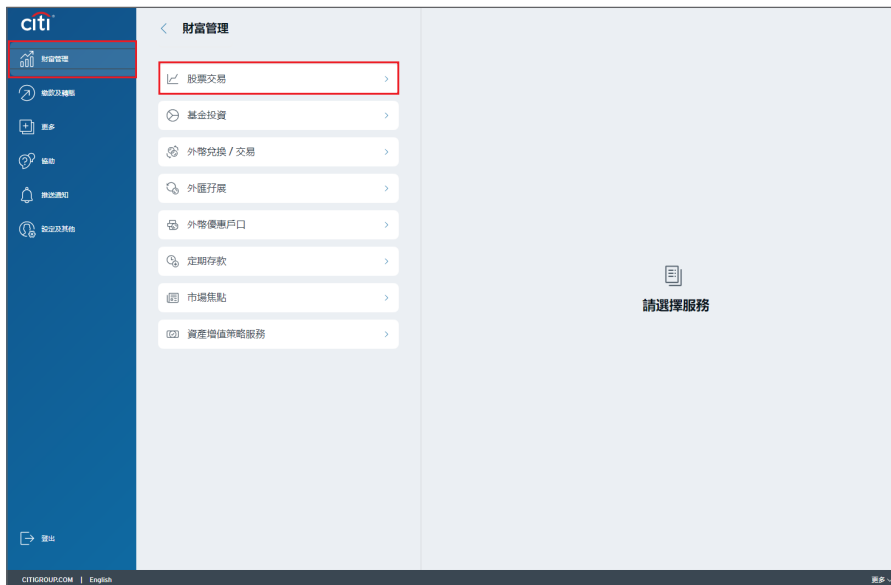 citi
財富管理
繳款及轉賬
更多
協助
推送通知
設定及其他
登出
財富管理
股票交易
基金投資
外幣兌換 / 交易
外匯孖展
外幣優惠戶口
定期存款
市場焦點
資產增值策略服務
請選擇服務
CITIGROUP.COM | English
更多